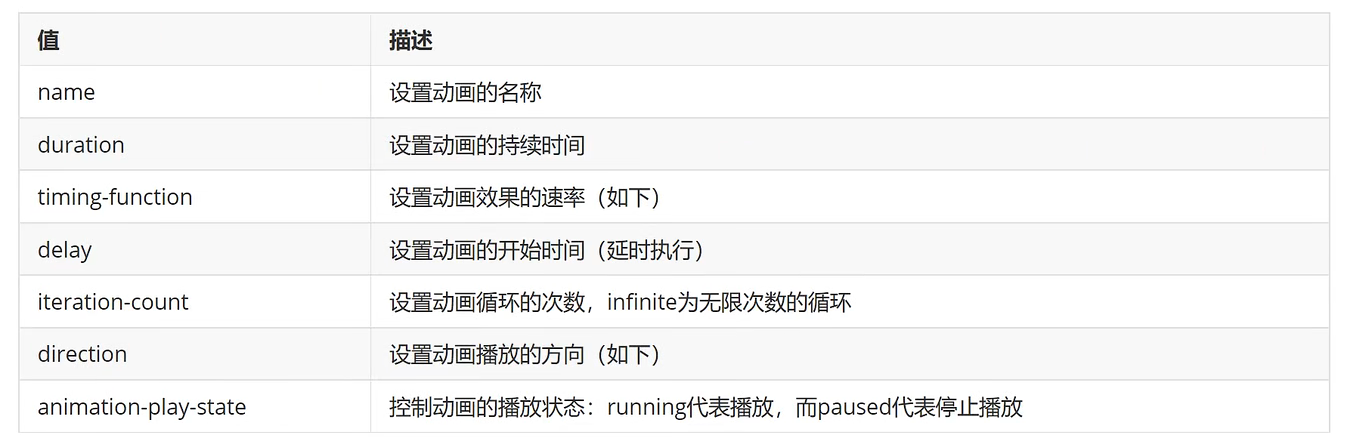 值 描述
name 设置动画的名称
duration 设置动画的持续时间
timing-function 设置动画效果的速率（如下）
delay 设置动画的开始时间（延时执行）
iteration-count 设置动画循环的次数，infinite为无限次数的循环
direction 设置动画播放的方向（如下）
animation-play-state 控制动画的播放状态：running代表播放，而paused代表停止播放